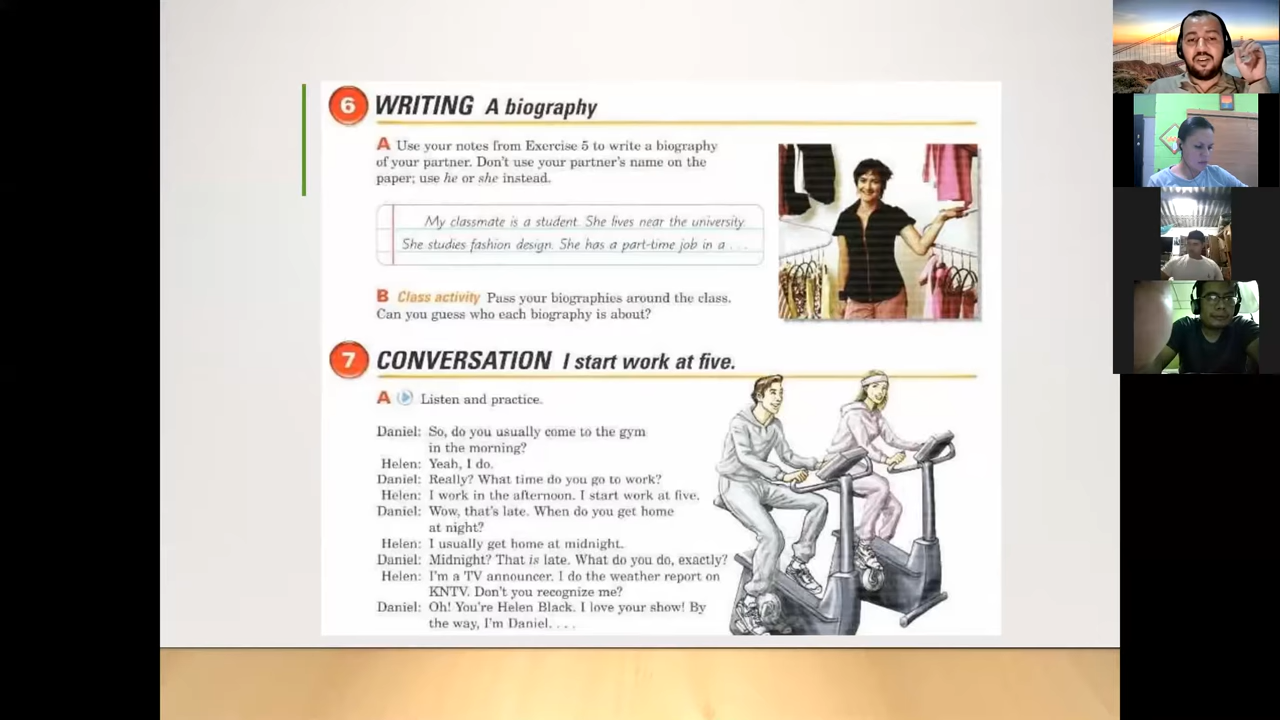 6 WRITING A biography
A Use your notes from Exercise 5 to write a biography
of your partner. Don't use your partner's name on the
paper; use he or she instead.
My classmate is a student. She lives near the university.
She studies fashion design. She has a part-time job in a . . .
B Class activity Pass your biographies around the class.
Can you guess who each biography is about?
7 CONVERSATION I start work at five.
A Listen and practice.
Daniel: So, do you usually come to the gym
in the morning?
Helen: Yeah, I do.
Daniel: Really? What time do you go to work?
Helen: I work in the afternoon. I start work at five.
Daniel: Wow, that's late. When do you get home
at night?
Helen: I usually get home at midnight.
Daniel: Midnight? That is late. What do you do, exactly?
Helen: I'm a TV announcer. I do the weather report on
KNTV. Don't you recognize me?
Daniel: Oh! You're Helen Black. I love your show! By
the way, I'm Daniel. . . .